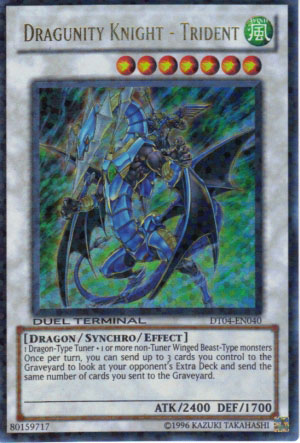 DRAGUNITY KNIGHT - TRIDENT
風
DUEL TERMINAL
DT04-EN040
[DRAGON / SYNCHRO / EFFECT]
1 Dragon-Type Tuner + 1 or more non-Tuner Winged Beast-Type monsters
Once per turn, you can send up to 3 cards you control to the
Graveyard to look at your opponent's Extra Deck and send the
same number of cards you sent to the Graveyard.
ATK/2400 DEF/1700
80159717
©1996 KAZUKI TAKAHASHI